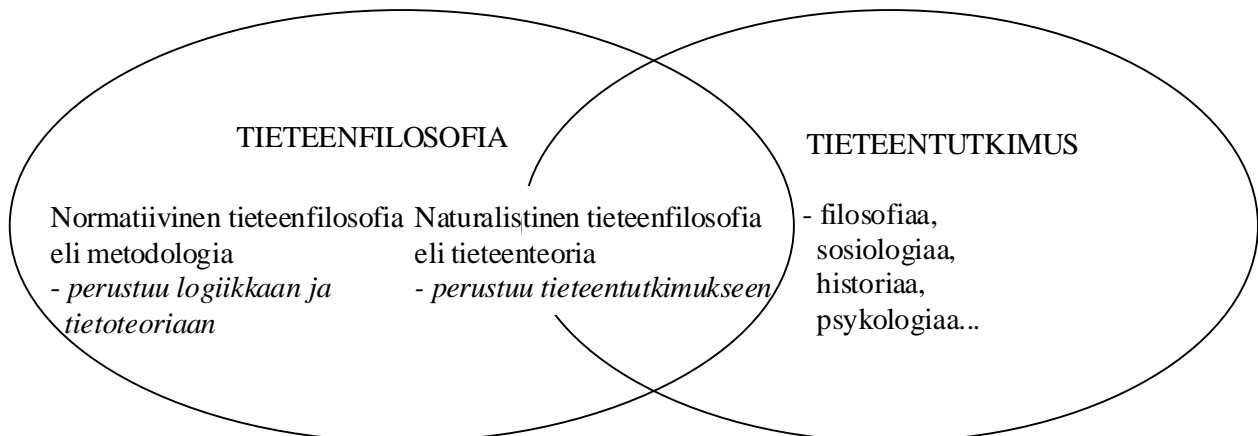 TIETEENFILOSOFIA
Normatiivinen tieteenfilosofia
eli metodologia
- perustuu logiikkaan ja
tietoteoriaan
Naturalistinen tieteenfilosofia
eli tieteenteoria
- perustuu tieteentutkimukseen
TIETEENTUTKIMUS
- filosofiaa,
sosiologiaa,
historiaa,
psykologiaa...